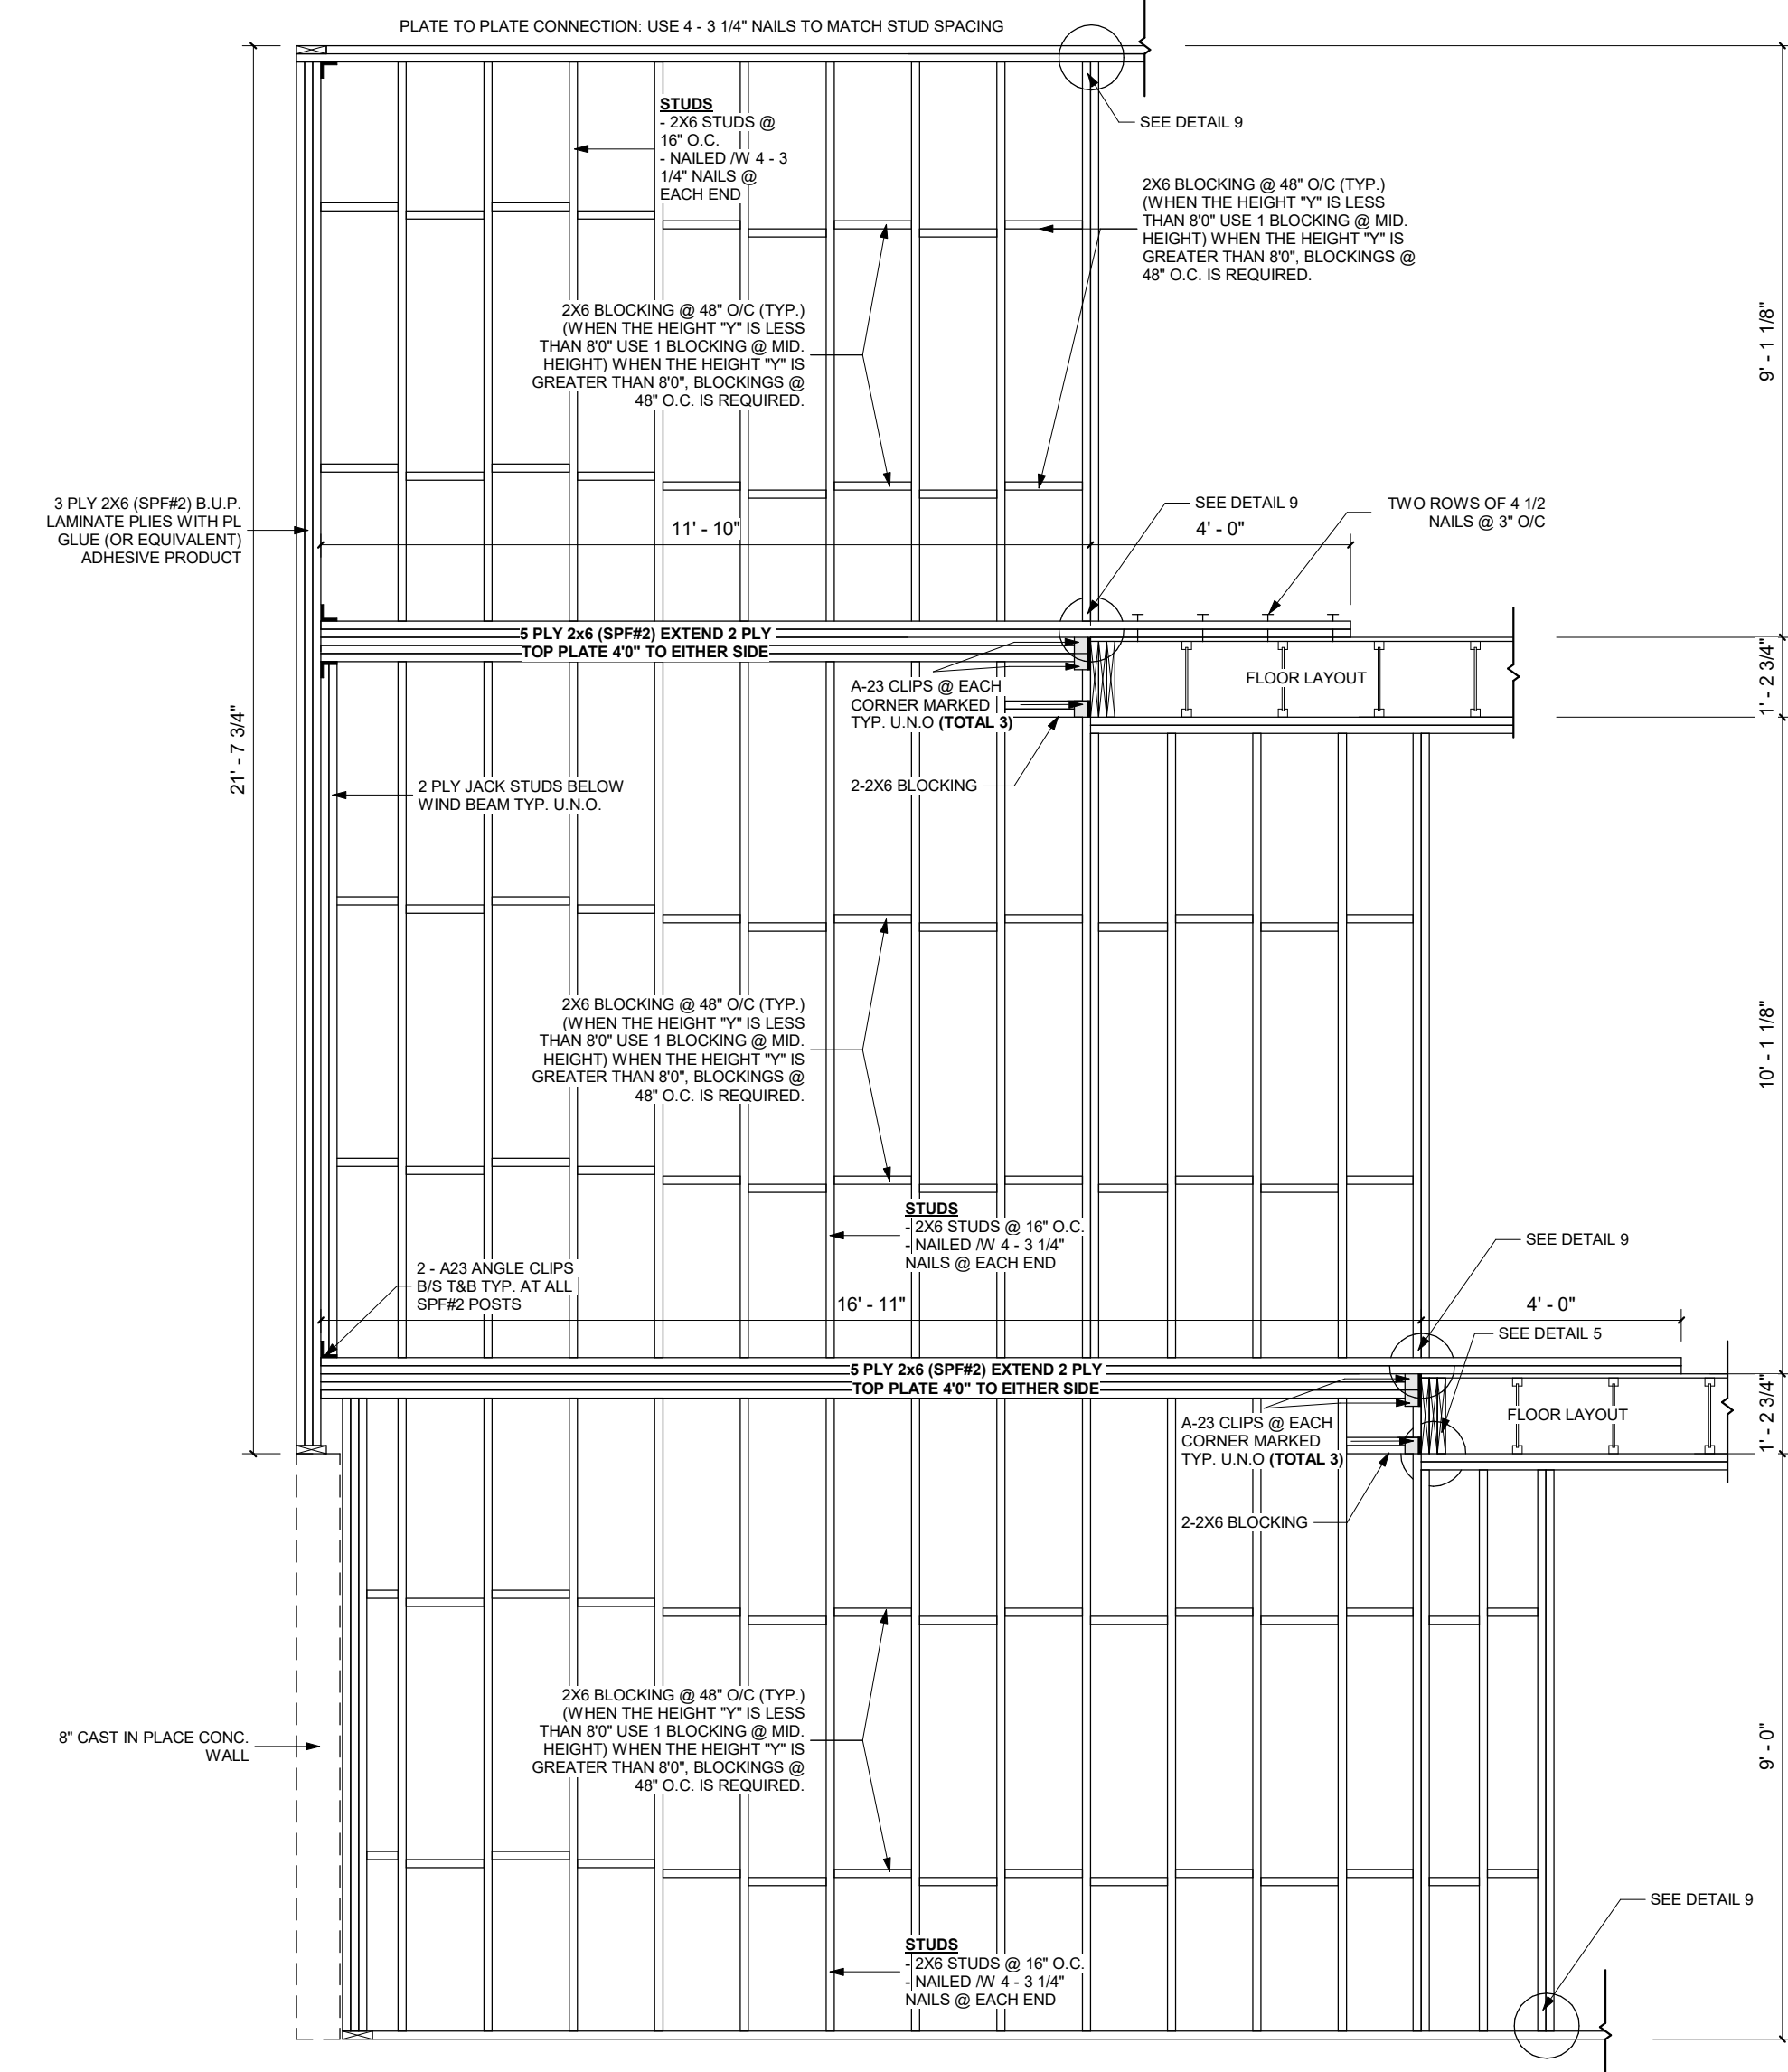 PLATE TO PLATE CONNECTION: USE 4 - 3 1/4" NAILS TO MATCH STUD SPACING
STUDS
- 2X6 STUDS @
16" O.C.
- NAILED /W 4 - 3
1/4" NAILS @
EACH END
SEE DETAIL 9
2X6 BLOCKING @ 48" O/C (TYP.)
(WHEN THE HEIGHT "Y" IS LESS
THAN 8'0" USE 1 BLOCKING @ MID.
HEIGHT) WHEN THE HEIGHT "Y" IS
GREATER THAN 8'0", BLOCKINGS @
48" O.C. IS REQUIRED.
2X6 BLOCKING @ 48" O/C (TYP.)
(WHEN THE HEIGHT "Y" IS LESS
THAN 8'0" USE 1 BLOCKING @ MID.
HEIGHT) WHEN THE HEIGHT "Y" IS
GREATER THAN 8'0", BLOCKINGS @
48" O.C. IS REQUIRED.
9' - 1 1/8"
3 PLY 2X6 (SPF#2) B.U.P.
LAMINATE PLIES WITH PL
GLUE (OR EQUIVALENT)
ADHESIVE PRODUCT
11' - 10"
SEE DETAIL 9
4' - 0"
TWO ROWS OF 4 1/2
NAILS @ 3" O/C
5 PLY 2x6 (SPF#2) EXTEND 2 PLY
TOP PLATE 4'0" TO EITHER SIDE
A-23 CLIPS @ EACH
CORNER MARKED
TYP. U.N.O (TOTAL 3)
FLOOR LAYOUT
1' - 2 3/4"
21' - 7 3/4"
2 PLY JACK STUDS BELOW
WIND BEAM TYP. U.N.O.
2-2X6 BLOCKING
2X6 BLOCKING @ 48" O/C (TYP.)
(WHEN THE HEIGHT "Y" IS LESS
THAN 8'0" USE 1 BLOCKING @ MID.
HEIGHT) WHEN THE HEIGHT "Y" IS
GREATER THAN 8'0", BLOCKINGS @
48" O.C. IS REQUIRED.
10' - 1 1/8"
STUDS
- 2X6 STUDS @ 16" O.C.
- NAILED /W 4 - 3 1/4"
NAILS @ EACH END
2 - A23 ANGLE CLIPS
B/S T&B TYP. AT ALL
SPF#2 POSTS
SEE DETAIL 9
16' - 11"
4' - 0"
SEE DETAIL 5
5 PLY 2x6 (SPF#2) EXTEND 2 PLY
TOP PLATE 4'0" TO EITHER SIDE
A-23 CLIPS @ EACH
CORNER MARKED
TYP. U.N.O (TOTAL 3)
FLOOR LAYOUT
1' - 2 3/4"
2-2X6 BLOCKING
2X6 BLOCKING @ 48" O/C (TYP.)
(WHEN THE HEIGHT "Y" IS LESS
THAN 8'0" USE 1 BLOCKING @ MID.
HEIGHT) WHEN THE HEIGHT "Y" IS
GREATER THAN 8'0", BLOCKINGS @
48" O.C. IS REQUIRED.
8" CAST IN PLACE CONC.
WALL
9' - 0"
SEE DETAIL 9
STUDS
- 2X6 STUDS @ 16" O.C.
- NAILED /W 4 - 3 1/4"
NAILS @ EACH END